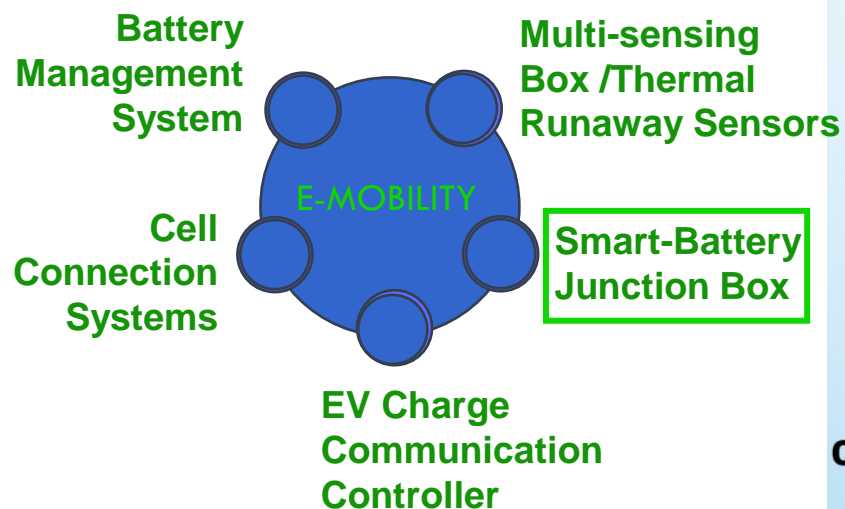 Battery
Management
System
Multi-sensing
Box /Thermal
Runaway Sensors
E-MOBILITY
Cell
Connection
Systems
Smart-Battery
Junction Box
EV Charge
Communication
Controller